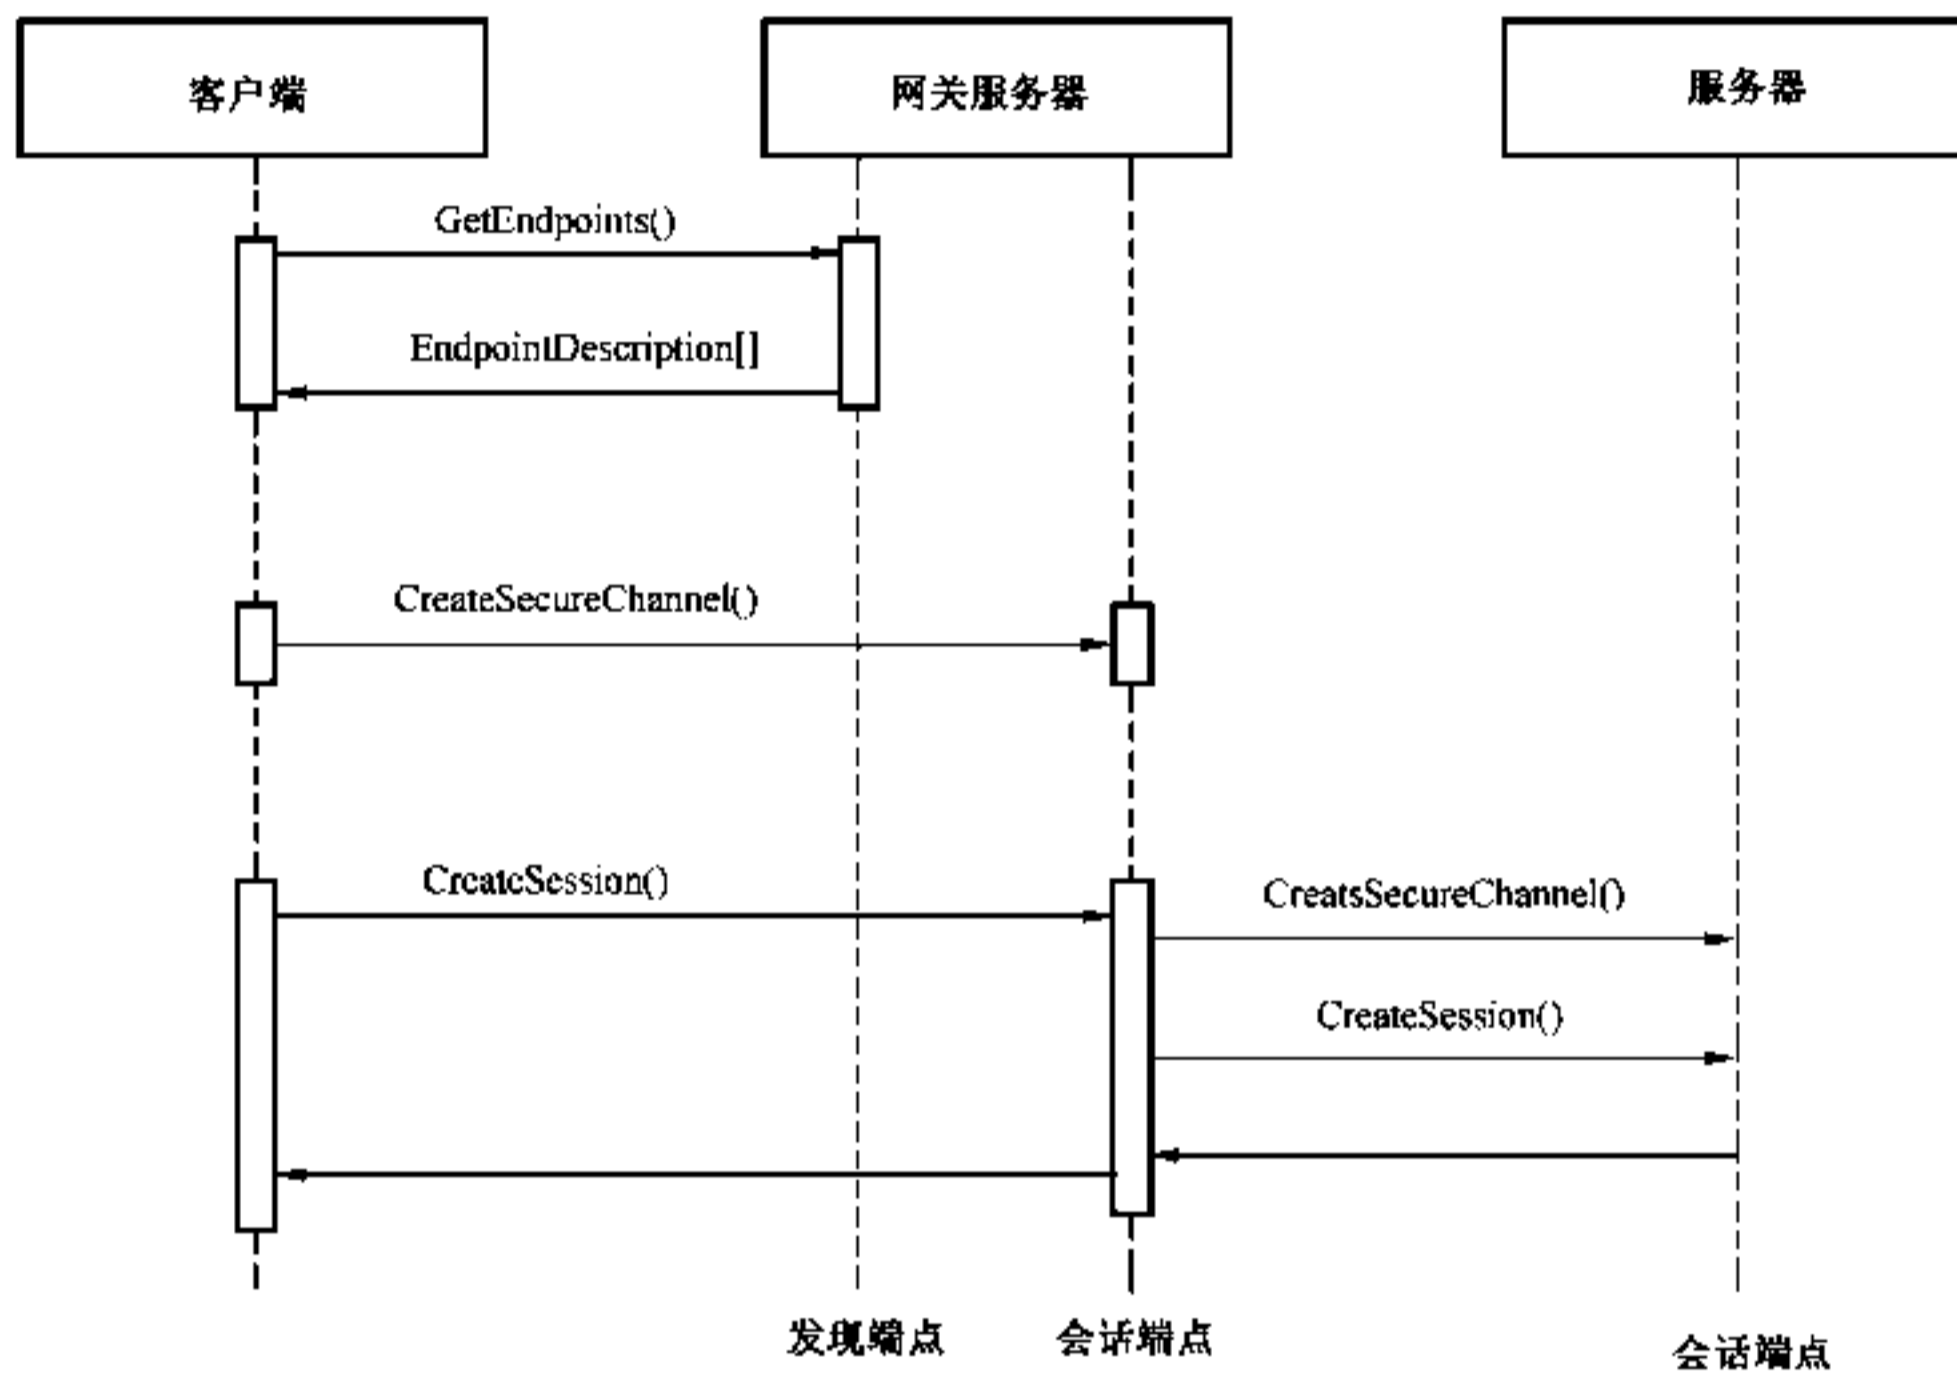 客户端
网关服务器
服务器
GetEndpoints()
EndpointDescription[]
CreateSecureChannel()
CreateSession()
CreatsSecureChannel()
CreateSession()
发现端点
会话端点
会话端点